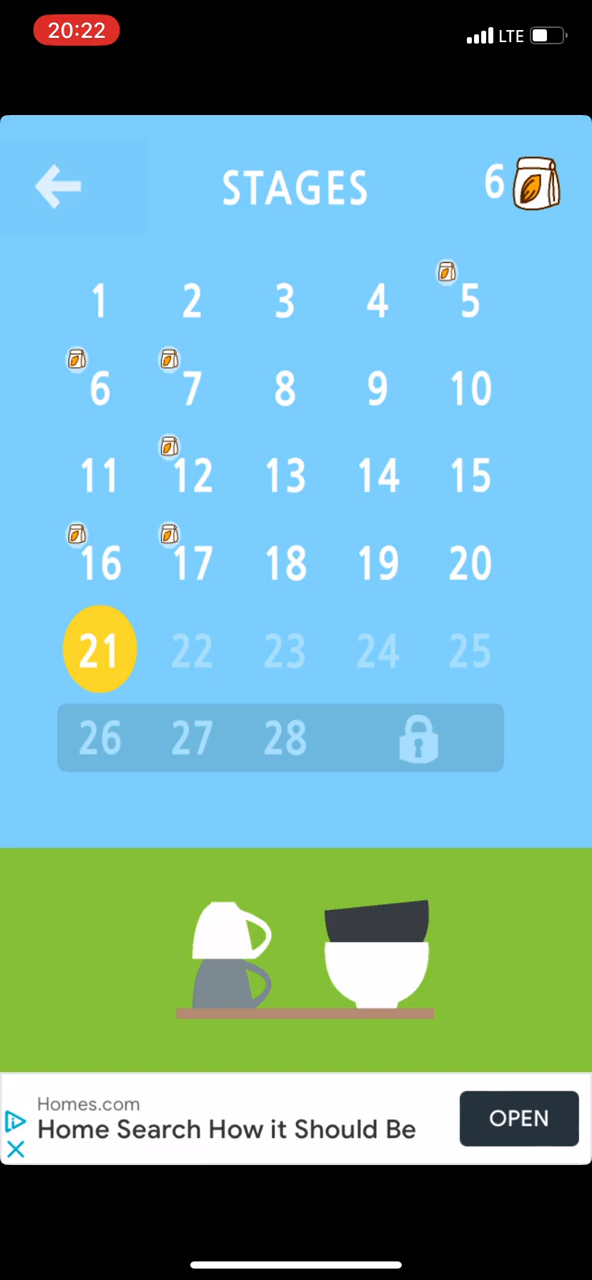 20:22
LTE
STAGES
6
1 2 3 4 5
6 7 8 9 10
11 12 13 14 15
16 17 18 19 20
21 22 23 24 25
26 27 28
Homes.com
Home Search How it Should Be
OPEN